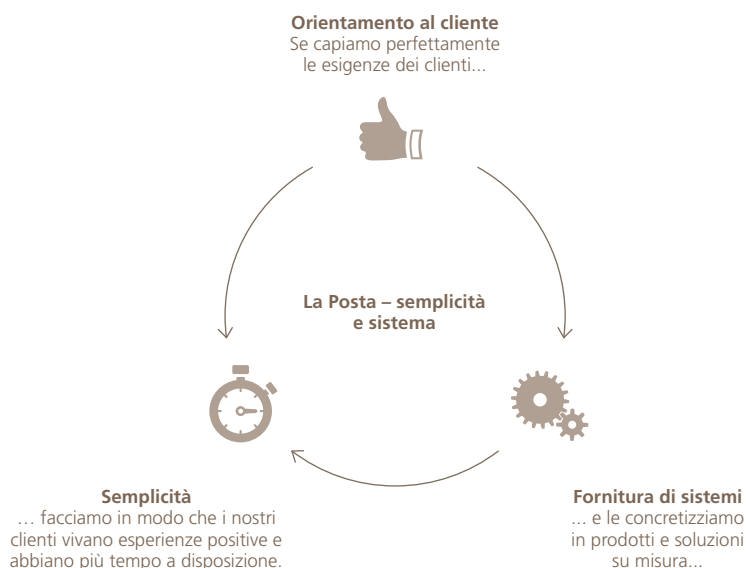 Orientamento al cliente
Se capiamo perfettamente
le esigenze dei clienti...
La Posta – semplicità
e sistema
Semplicità
… facciamo in modo che i nostri
clienti vivano esperienze positive e
abbiano più tempo a disposizione.
Fornitura di sistemi
... e le concretizziamo
in prodotti e soluzioni
su misura...